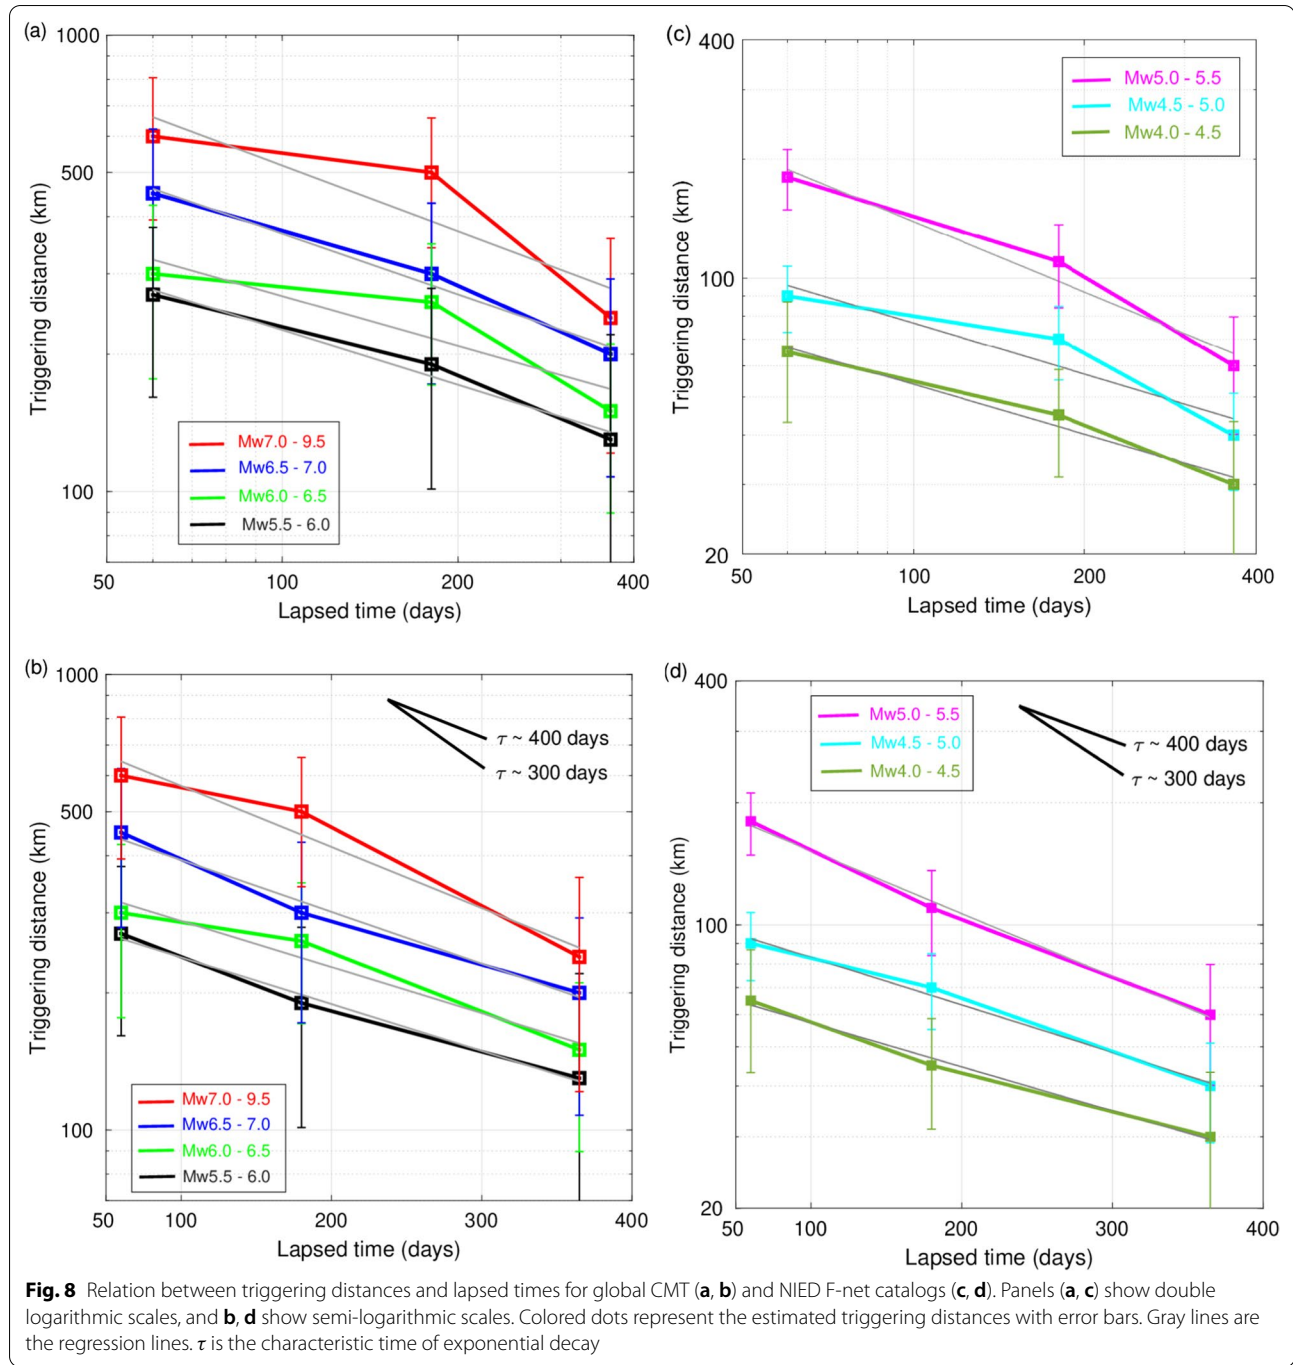 (a)
1000
500
100
Triggering distance (km)
Mw7.0 - 9.5
Mw6.5 - 7.0
Mw6.0 - 6.5
Mw5.5 - 6.0
50 100 200 400
Lapsed time (days)
(c)
400
100
20
Triggering distance (km)
Mw5.0 - 5.5
Mw4.5 - 5.0
Mw4.0 - 4.5
50 100 200 400
Lapsed time (days)
(b)
1000
500
100
Triggering distance (km)
τ ~ 400 days
τ ~ 300 days
Mw7.0 - 9.5
Mw6.5 - 7.0
Mw6.0 - 6.5
Mw5.5 - 6.0
50 100 200 300 400
Lapsed time (days)
(d)
400
100
20
Triggering distance (km)
Mw5.0 - 5.5
Mw4.5 - 5.0
Mw4.0 - 4.5
τ ~ 400 days
τ ~ 300 days
50 100 200 300 400
Lapsed time (days)
Fig. 8 Relation between triggering distances and lapsed times for global CMT (a, b) and NIED F-net catalogs (c, d). Panels (a, c) show double
logarithmic scales, and b, d show semi-logarithmic scales. Colored dots represent the estimated triggering distances with error bars. Gray lines are
the regression lines. τ is the characteristic time of exponential decay